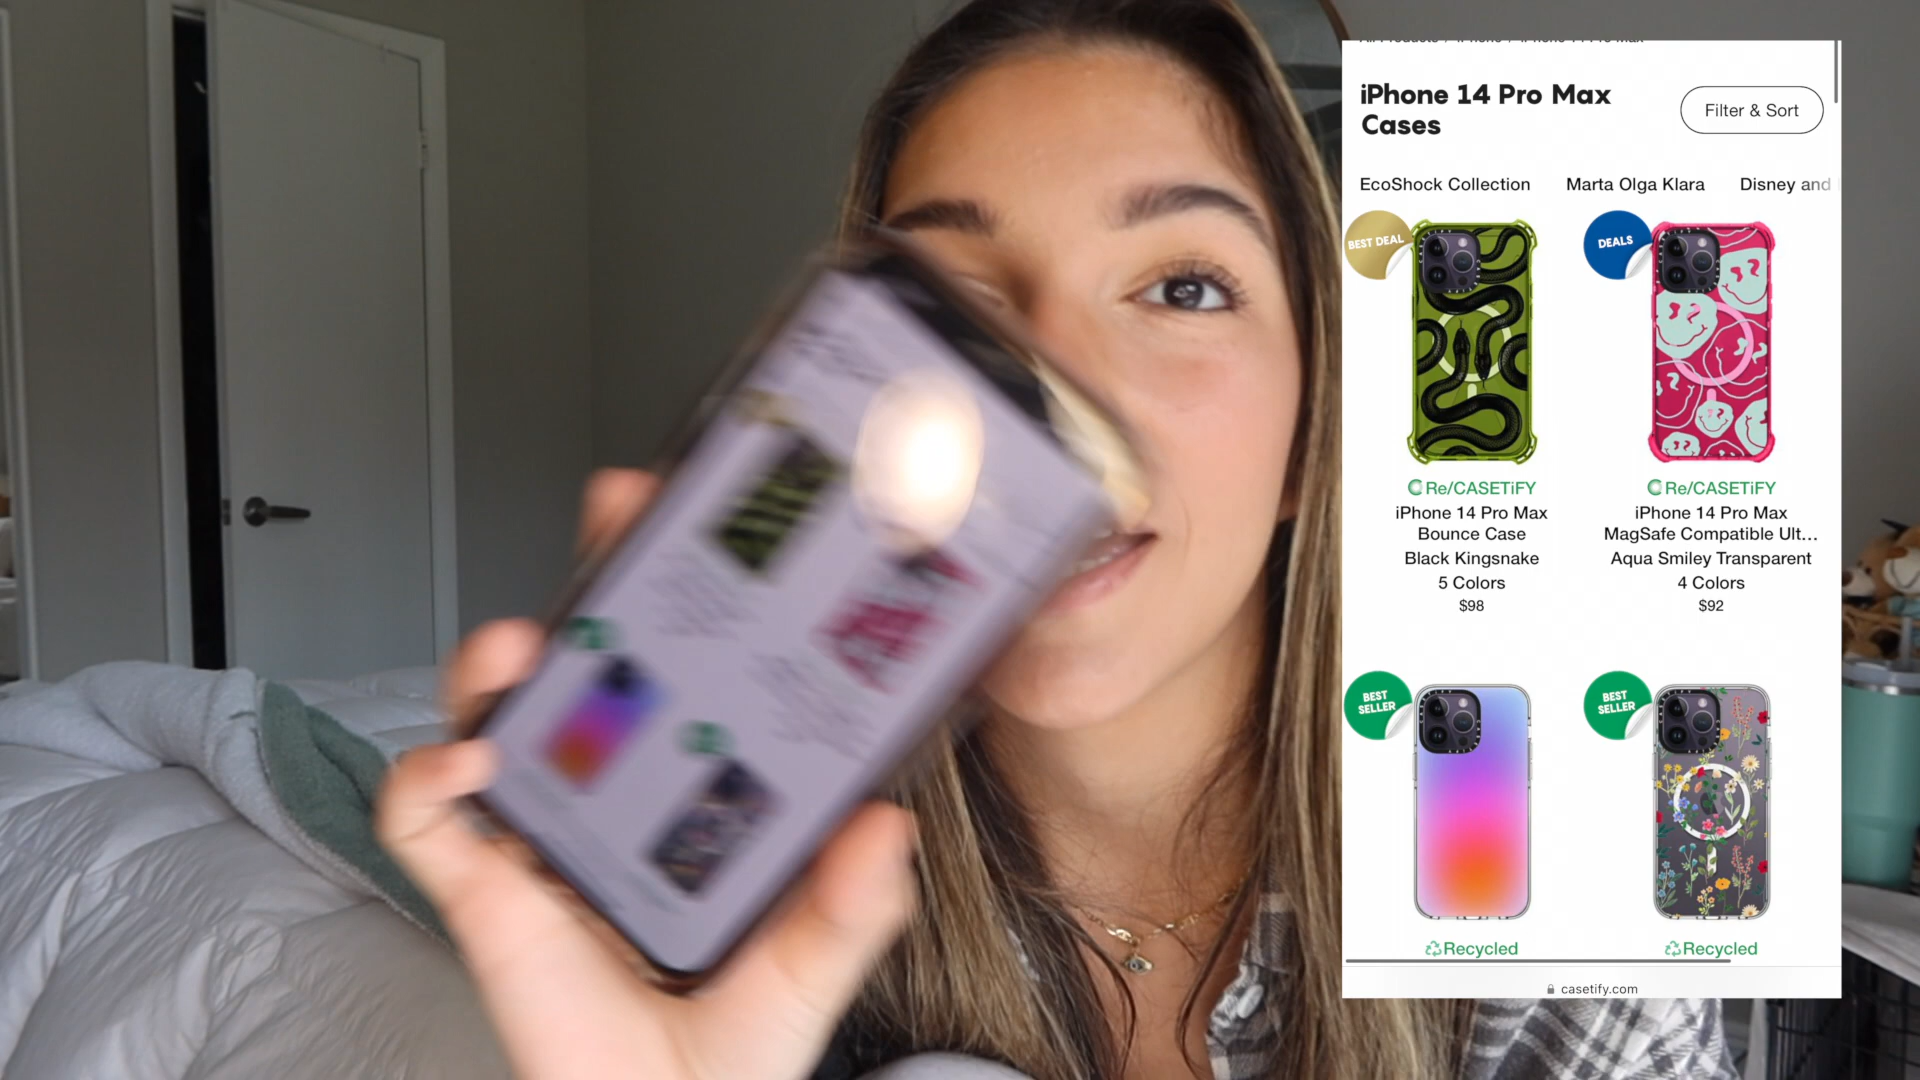 iPhone 14 Pro Max
Cases
Filter & Sort
EcoShock Collection
Marta Olga Klara
Disney and
BEST DEAL
DEALS
Re/CASETiFY
iPhone 14 Pro Max
Bounce Case
Black Kingsnake
5 Colors
$98
Re/CASETiFY
iPhone 14 Pro Max
MagSafe Compatible Ult...
Aqua Smiley Transparent
4 Colors
$92
BEST
SELLER
BEST
SELLER
Recycled
Recycled
casetify.com